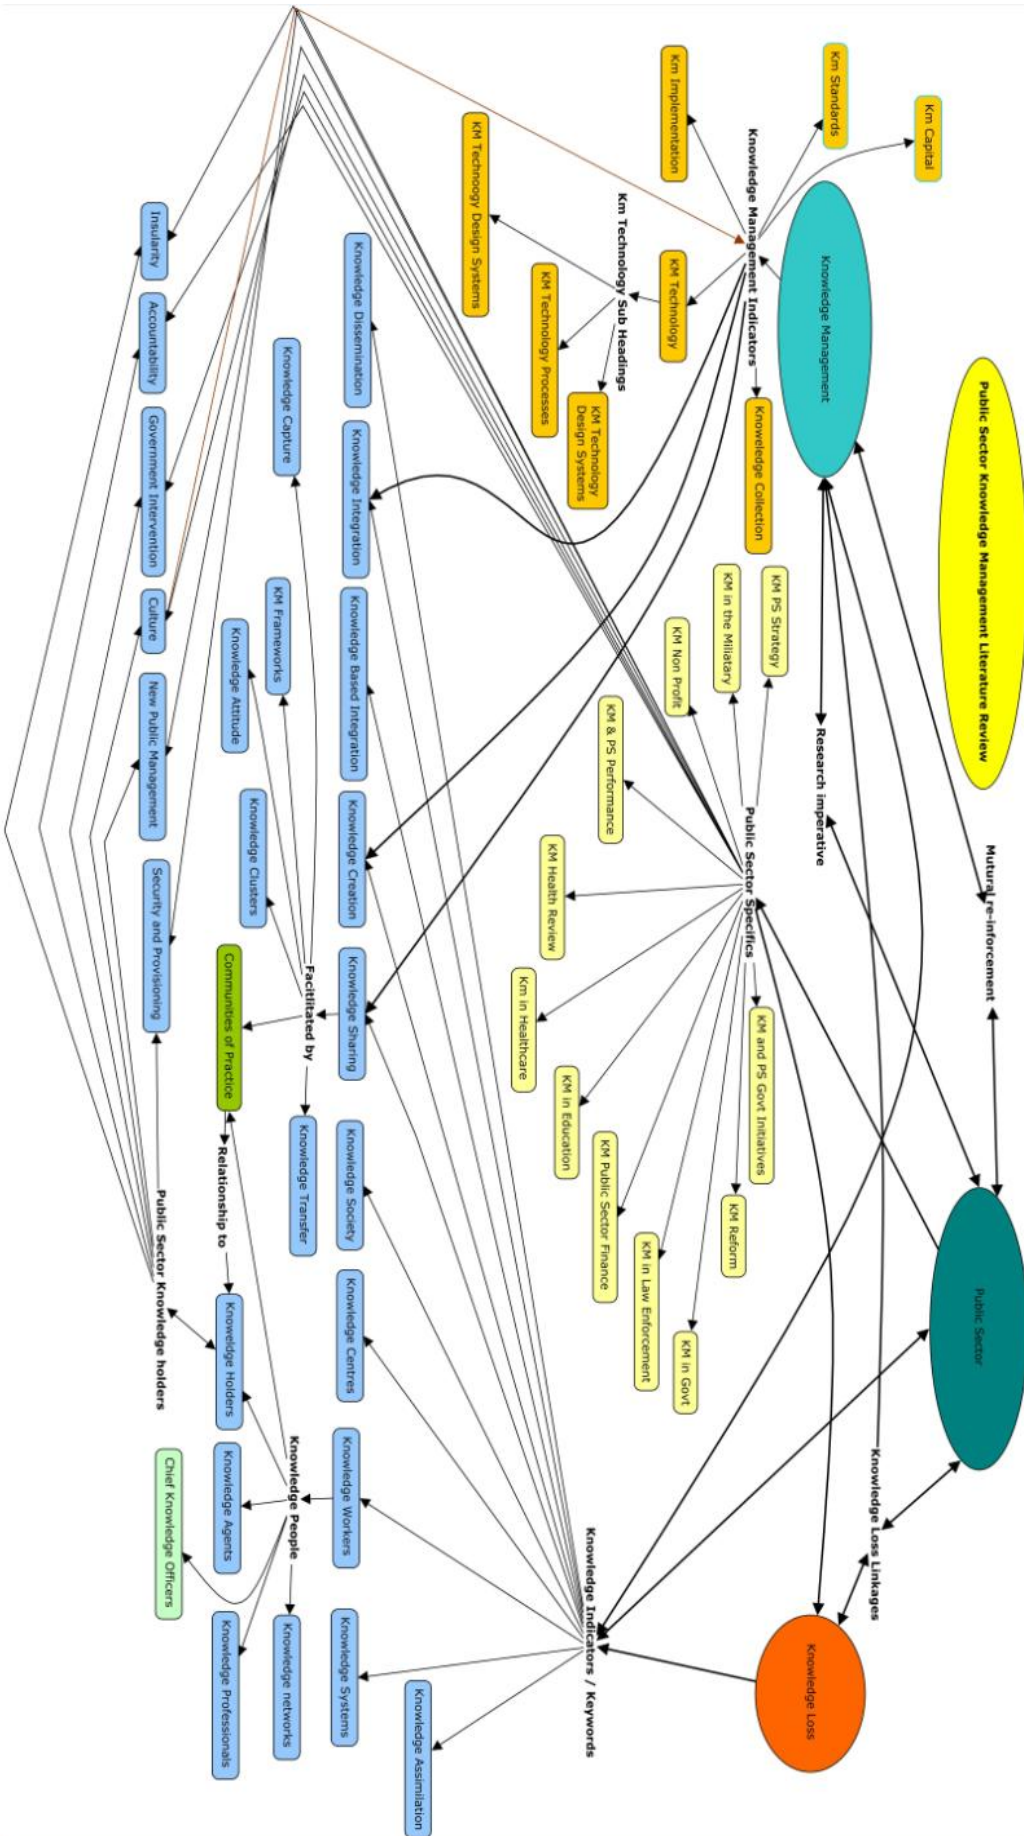 Public Sector Knowledge Management Literature Review
Mutural re-inforcement
Public Sector
Km Capital
Km Standards
Knowledge Management
Research imperative
Knowledge Loss Linkages
Knowledge Loss
Km Implementation
Knowledge Management Indicators
Knoweledge Collection
KM Technology
Km Technology Sub Headings
KM Technoogy Design Systems
KM Technology Processes
KM Technology
Design Systems
KM PS Strategy
KM in the Miliatary
KM Non Profit
KM & PS Performance
Public Sector Specifics
KM Health Review
Km in Healthcare
KM in Education
KM Public Sector Finance
KM in Law Enforcement
KM in Govt
KM Reform
KM and PS Govt Initiatives
Knowledge Indicators / Keywords
Knowledge Assimilation
Knowledge Dissemination
Knowledge Integration
Knowledge Based Integration
Knowledge Creation
Knowledge Sharing
Knowledge Society
Knowledge Centres
Knowledge Workers
Knowledge Systems
Knowledge Capture
KM Frameworks
Knowledge Attitude
Knowledge Clusters
Facitlitated by
Knowledge Transfer
Communities of Practice
Relationship to
Knoweldge Holders
Knowledge People
Knowledge Agents
Knowledge networks
Knowledge Professionals
Chief Knowledge Officers
Insularity
Accountability
Government Intervention
Culture
New Public Management
Security and Provisioning
Public Sector Knowledge holders